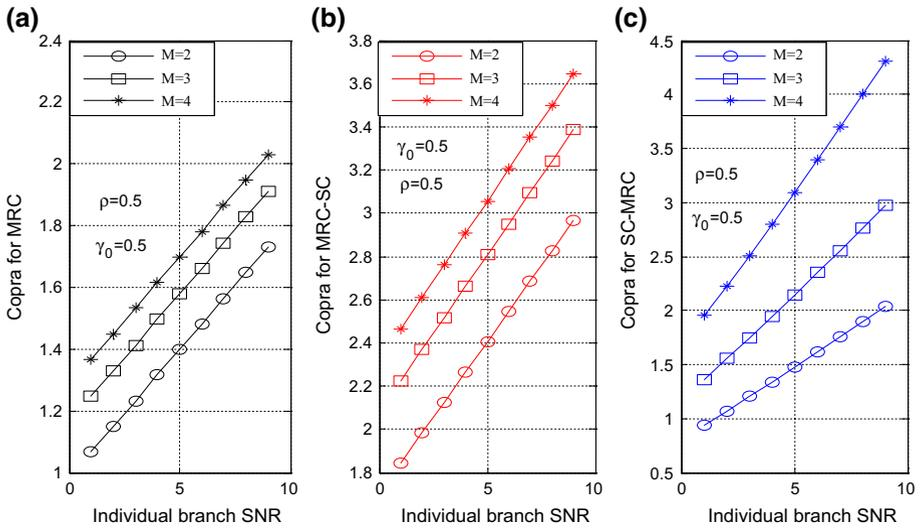 (a)
Copra for MRC
2.4
2.2
2
1.8
1.6
1.4
1.2
1
M=2
M=3
M=4
ρ=0.5
γ0=0.5
0
5
10
Individual branch SNR
(b)
Copra for MRC-SC
3.8
3.6
3.4
3.2
3
2.8
2.6
2.4
2.2
2
1.8
M=2
M=3
M=4
γ0=0.5
ρ=0.5
0
5
10
Individual branch SNR
(c)
Copra for SC-MRC
4.5
4
3.5
3
2.5
2
1.5
1
0.5
M=2
M=3
M=4
ρ=0.5
γ0=0.5
0
5
10
Individual branch SNR